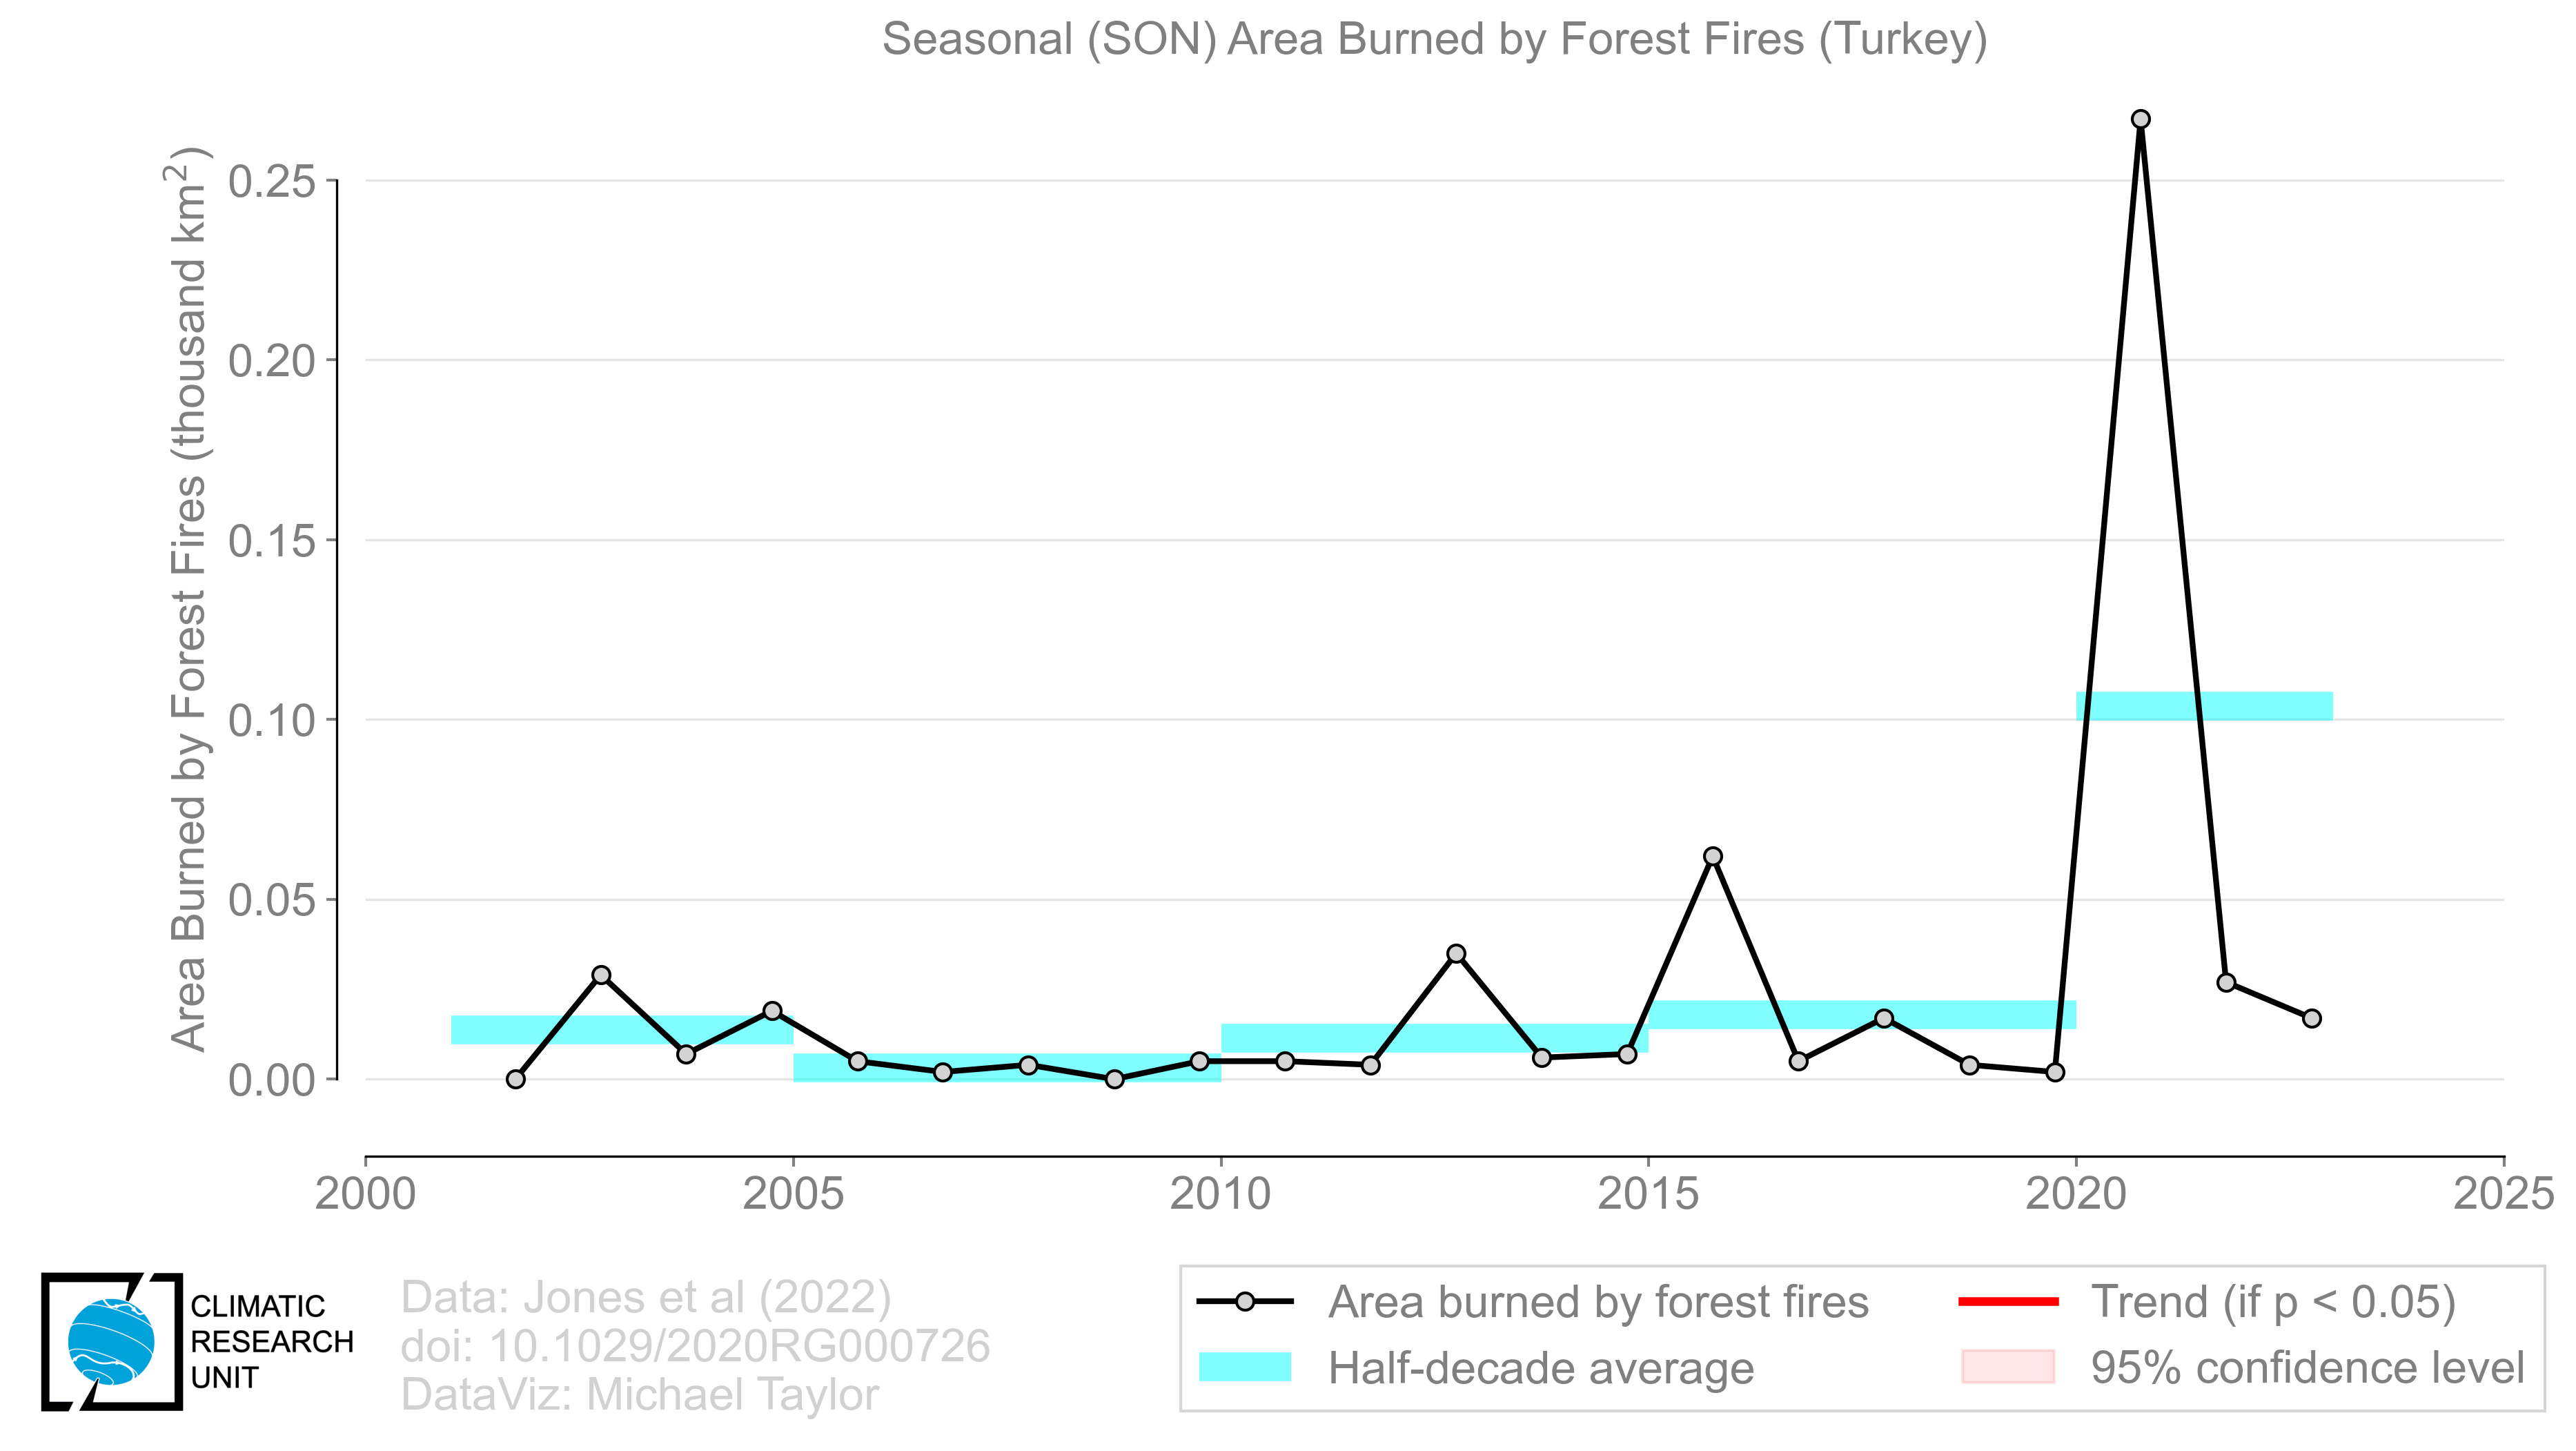 Seasonal (SON) Area Burned by Forest Fires (Turkey)
Area Burned by Forest Fires (thousand km²)
0.25
0.20
0.15
0.10
0.05
0.00
2000
2005
2010
2015
2020
2025
CLIMATIC
RESEARCH
UNIT
Data: Jones et al (2022)
doi: 10.1029/2020RG000726
DataViz: Michael Taylor
Area burned by forest fires
Half-decade average
Trend (if p < 0.05)
95% confidence level